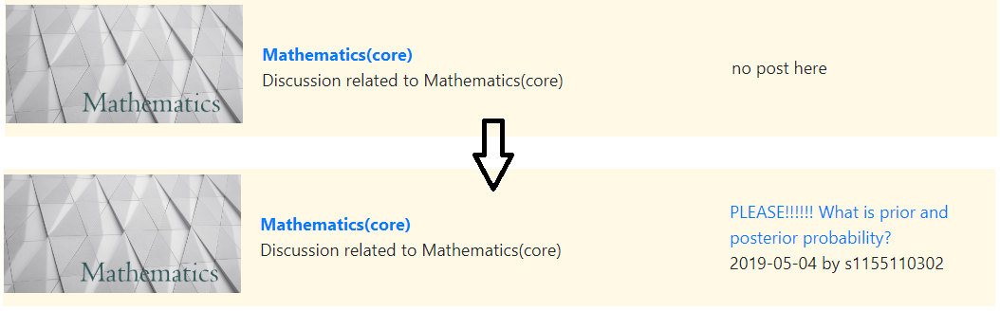 Mathematics
Mathematics(core)
Discussion related to Mathematics(core)
no post here
Mathematics
Mathematics(core)
Discussion related to Mathematics(core)
PLEASE!!!!!! What is prior and
posterior probability?
2019-05-04 by s1155110302